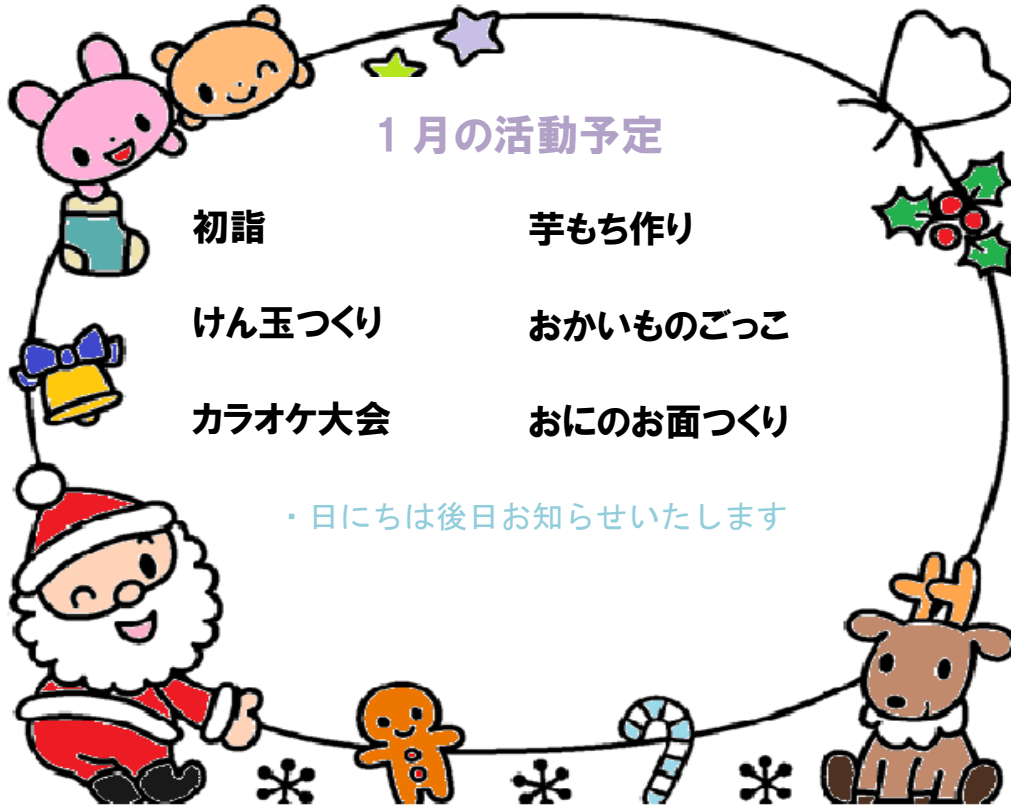 1月の活動予定
初詣 芋もち作り
けん玉つくり おかいものごっこ
カラオケ大会 おにのお面つくり
・日にちは後日お知らせいたします